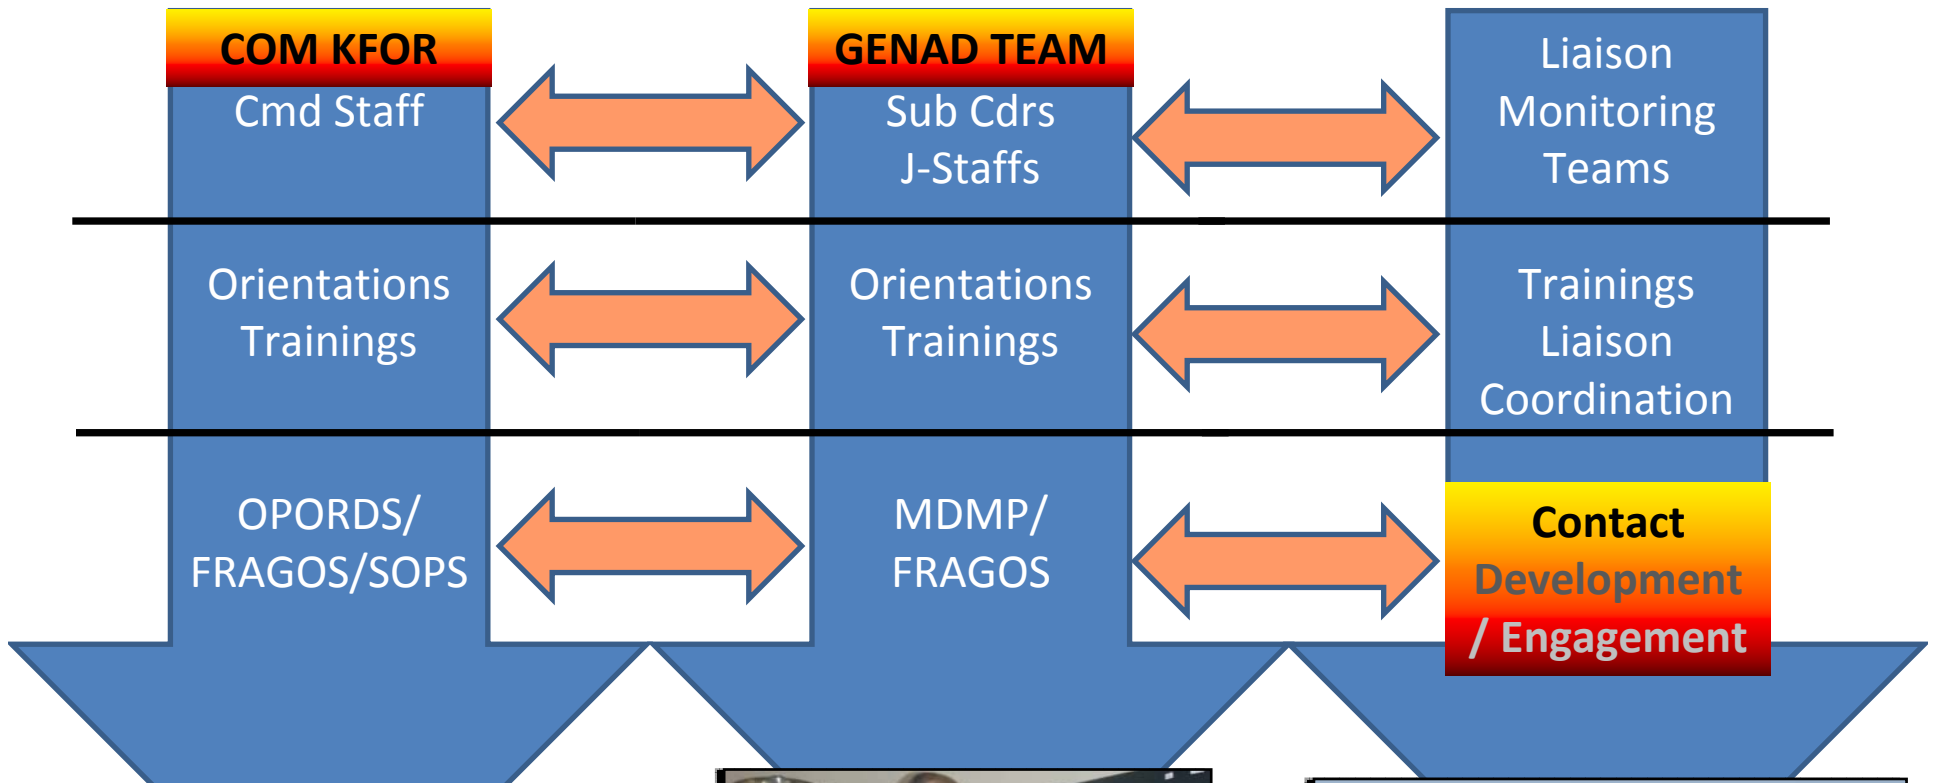 COM KFOR
Cmd Staff
GENAD TEAM
Sub Cdrs
J-Staffs
Liaison
Monitoring
Teams
Orientations
Trainings
Orientations
Trainings
Trainings
Liaison
Coordination
OPORDS/
FRAGOS/SOPS
MDMP/
FRAGOS
Contact
Development
/ Engagement